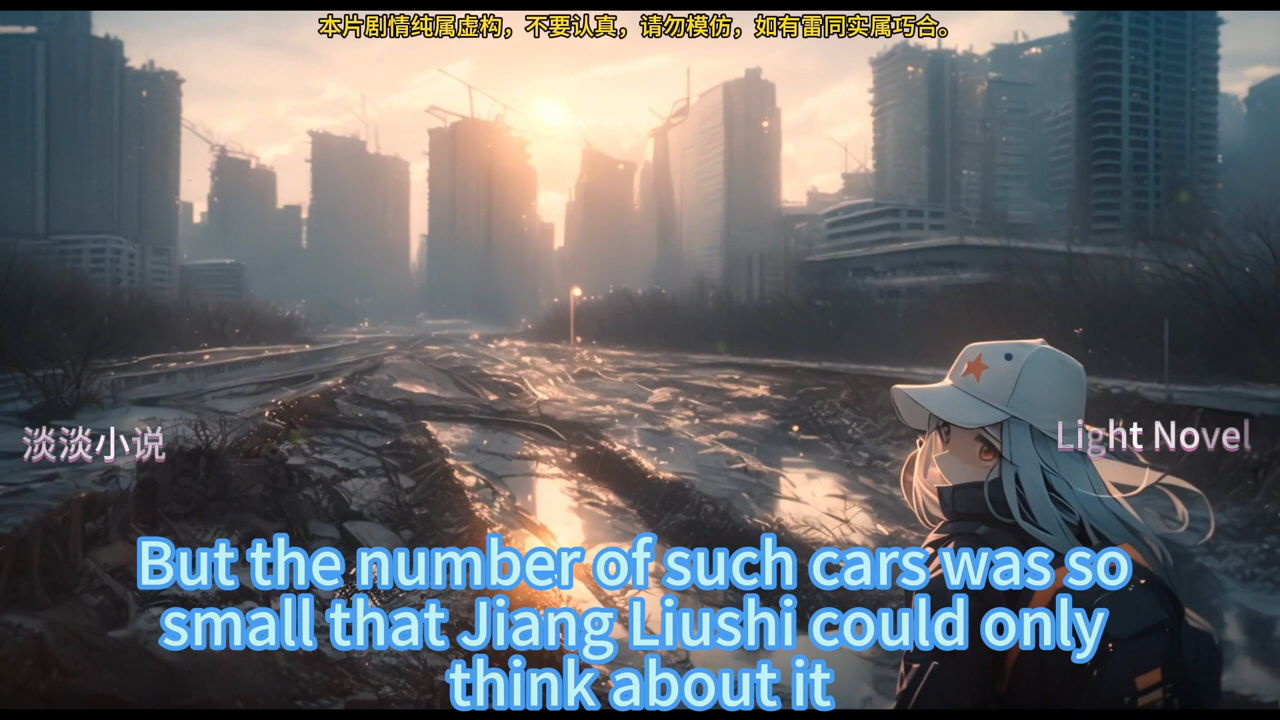 本片剧情纯属虚构，不要认真，请勿模仿，如有雷同实属巧合。
淡淡小说
Light Novel
But the number of such cars was so
small that Jiang Liushi could only
think about it